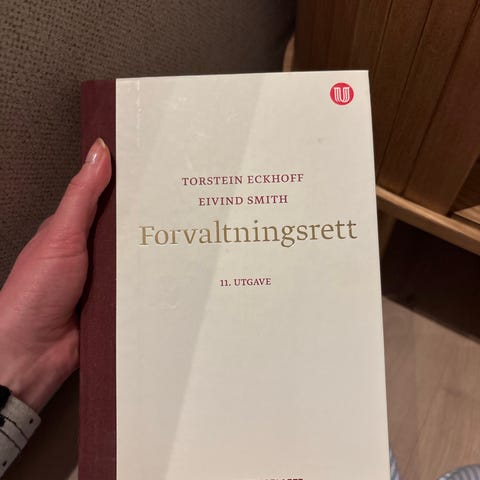 TORSTEIN ECKHOFF
EIVIND SMITH
Forvaltningsrett
11. UTGAVE